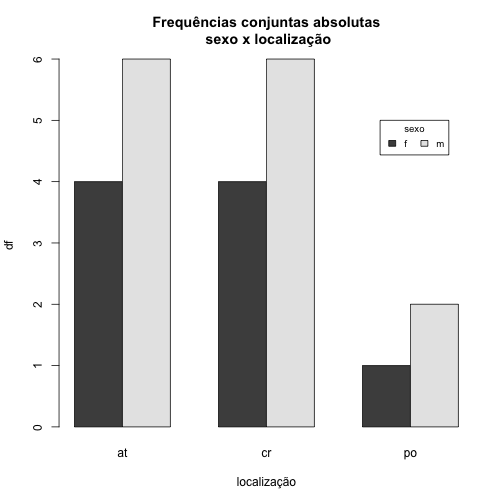 Frequências conjuntas absolutas
sexo x localização
6
5
4
3
2
1
0
df
sexo
f m
at cr po
localização